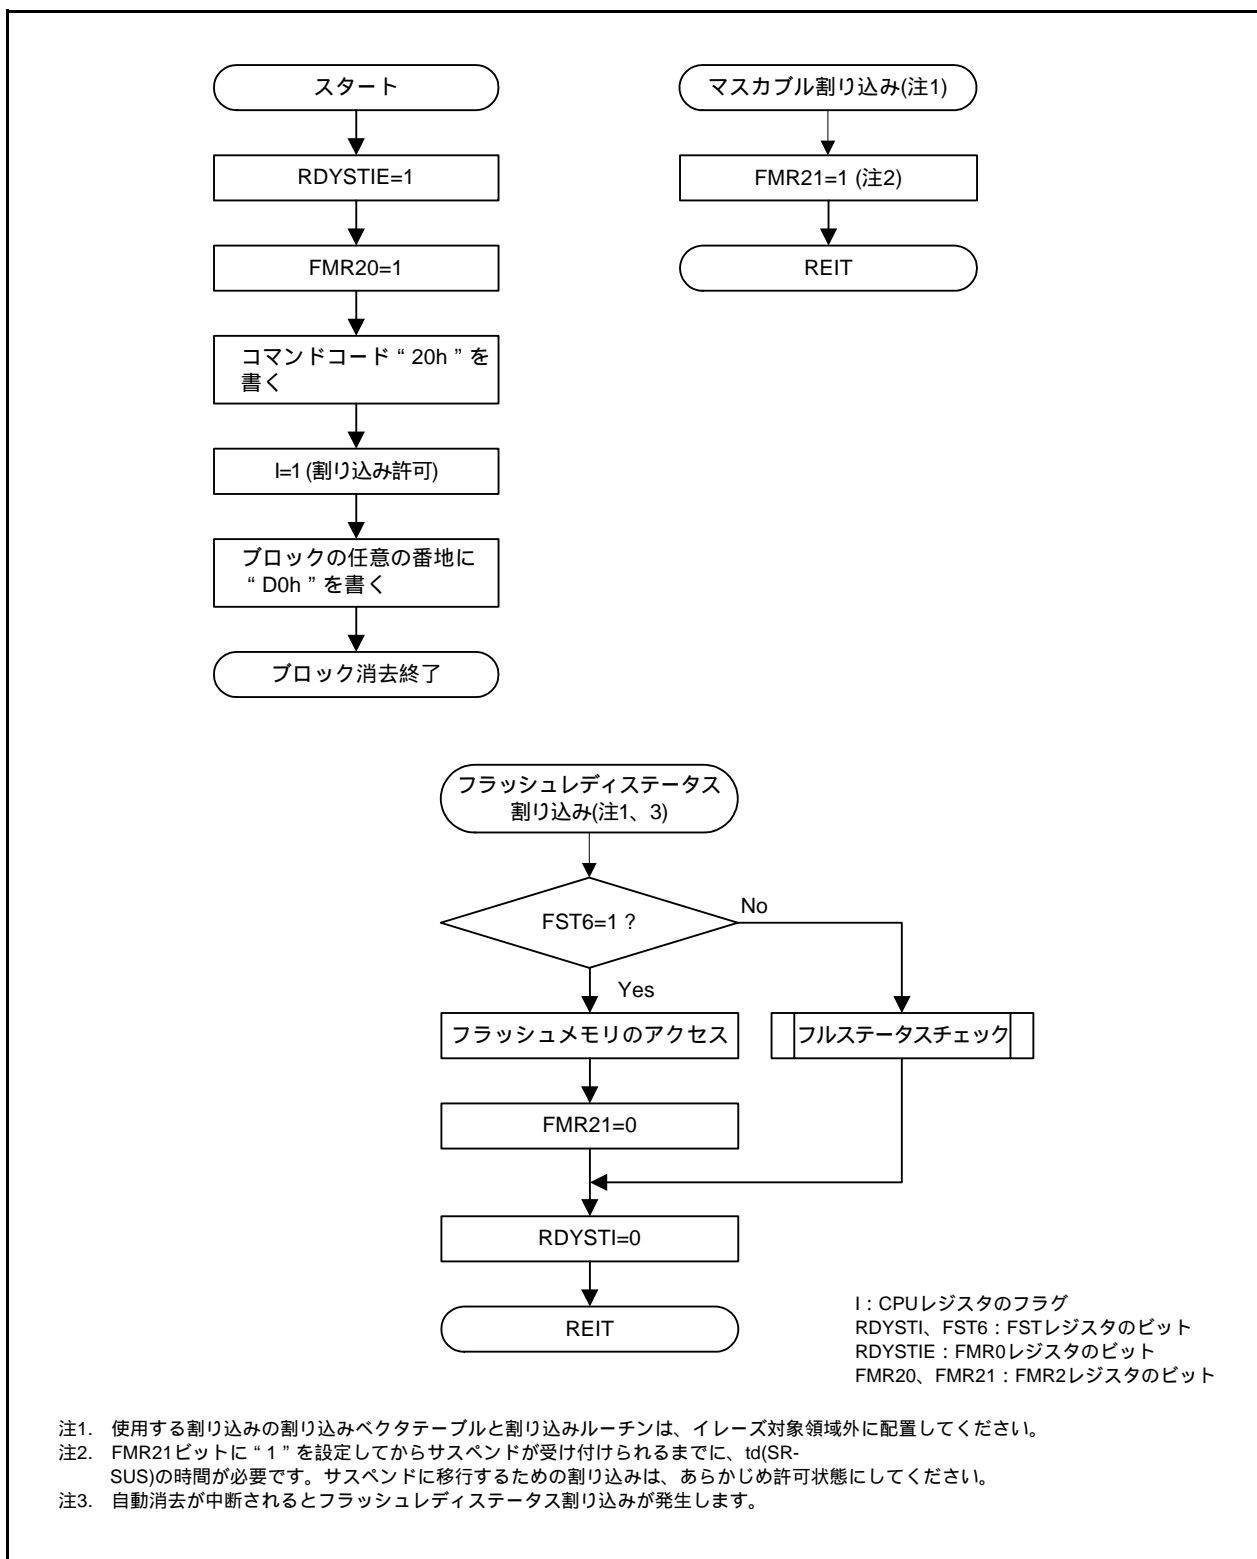 スタート
RDYSTIE=1
FMR20=1
コマンドコード“20h”を
書く
I=1 (割り込み許可)
ブロックの任意の番地に
“D0h”を書く
ブロック消去終了
マスカブル割り込み(注1)
FMR21=1 (注2)
REIT
フラッシュレディステータス
割り込み(注1、3)
FST6=1 ?
No
Yes
フラッシュメモリのアクセス
フルステータスチェック
FMR21=0
RDYSTI=0
REIT
I：CPUレジスタのフラグ
RDYSTI、FST6：FSTレジスタのビット
RDYSTIE：FMR0レジスタのビット
FMR20、FMR21：FMR2レジスタのビット
注1. 使用する割り込みの割り込みベクタテーブルと割り込みルーチンは、イレーズ対象領域外に配置してください。
注2. FMR21ビットに“1”を設定してからサスペンドが受け付けられるまでに、td(SR-
SUS)の時間が必要です。サスペンドに移行するための割り込みは、あらかじめ許可状態にしてください。
注3. 自動消去が中断されるとフラッシュレディステータス割り込みが発生します。